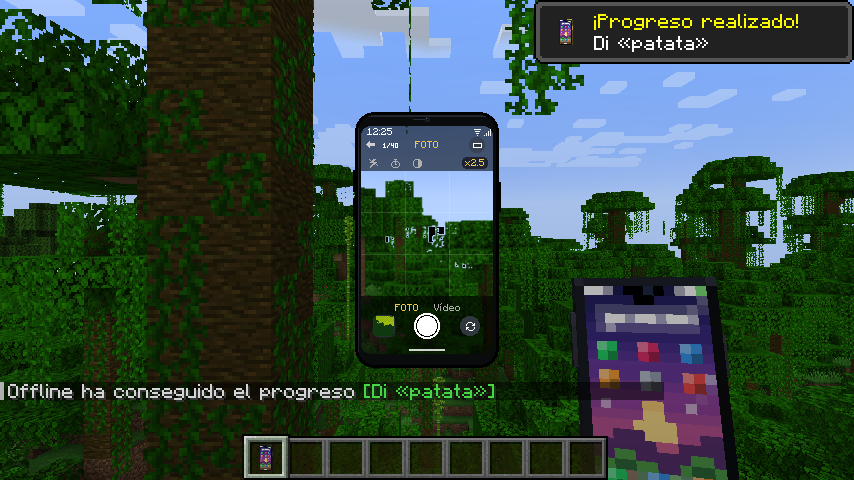 ¡Progreso realizado!
Di «patata»
12:25
1/40 FOTO
×2.5
FOTO Vídeo
Offline ha conseguido el progreso [Di «patata»]